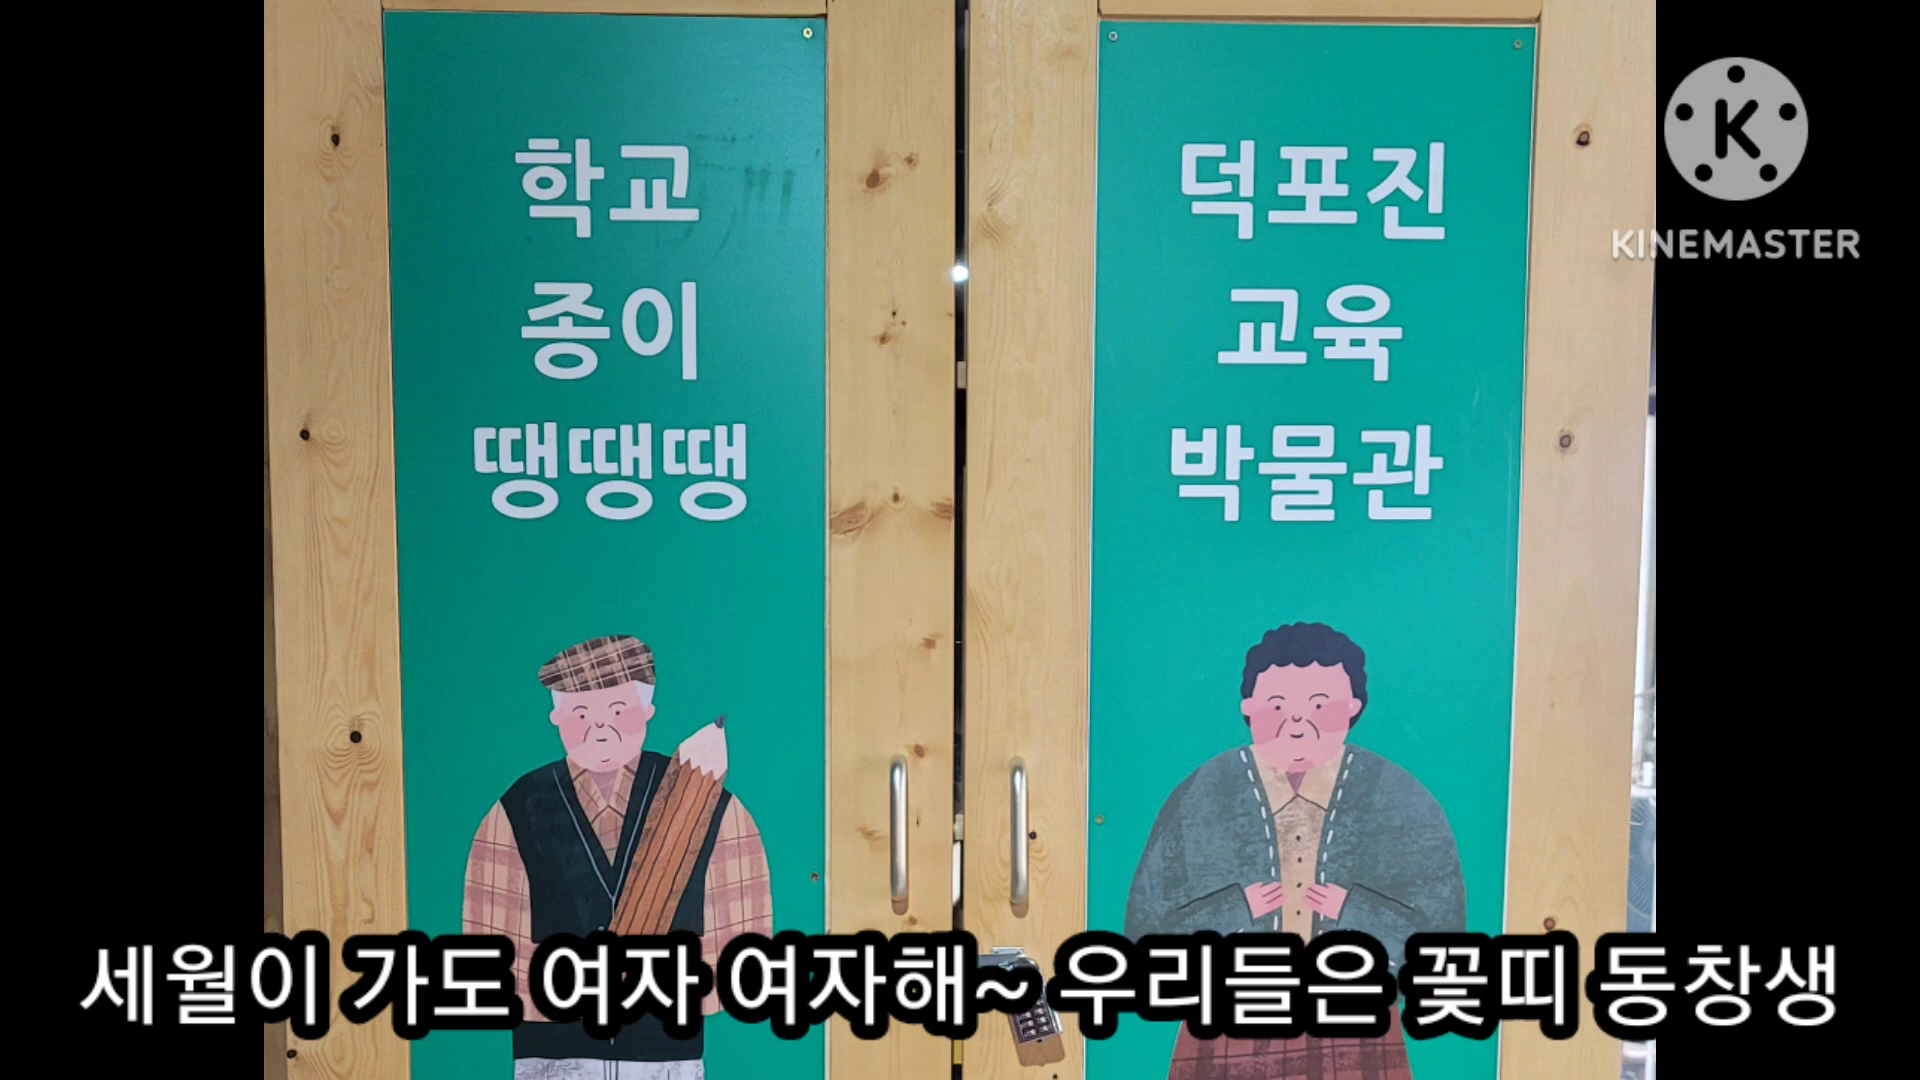 학교
종이
땡땡땡
덕포진
교육
박물관
KINEMASTER
세월이 가도 여자 여자해~ 우리들은 꽃띠 동창생